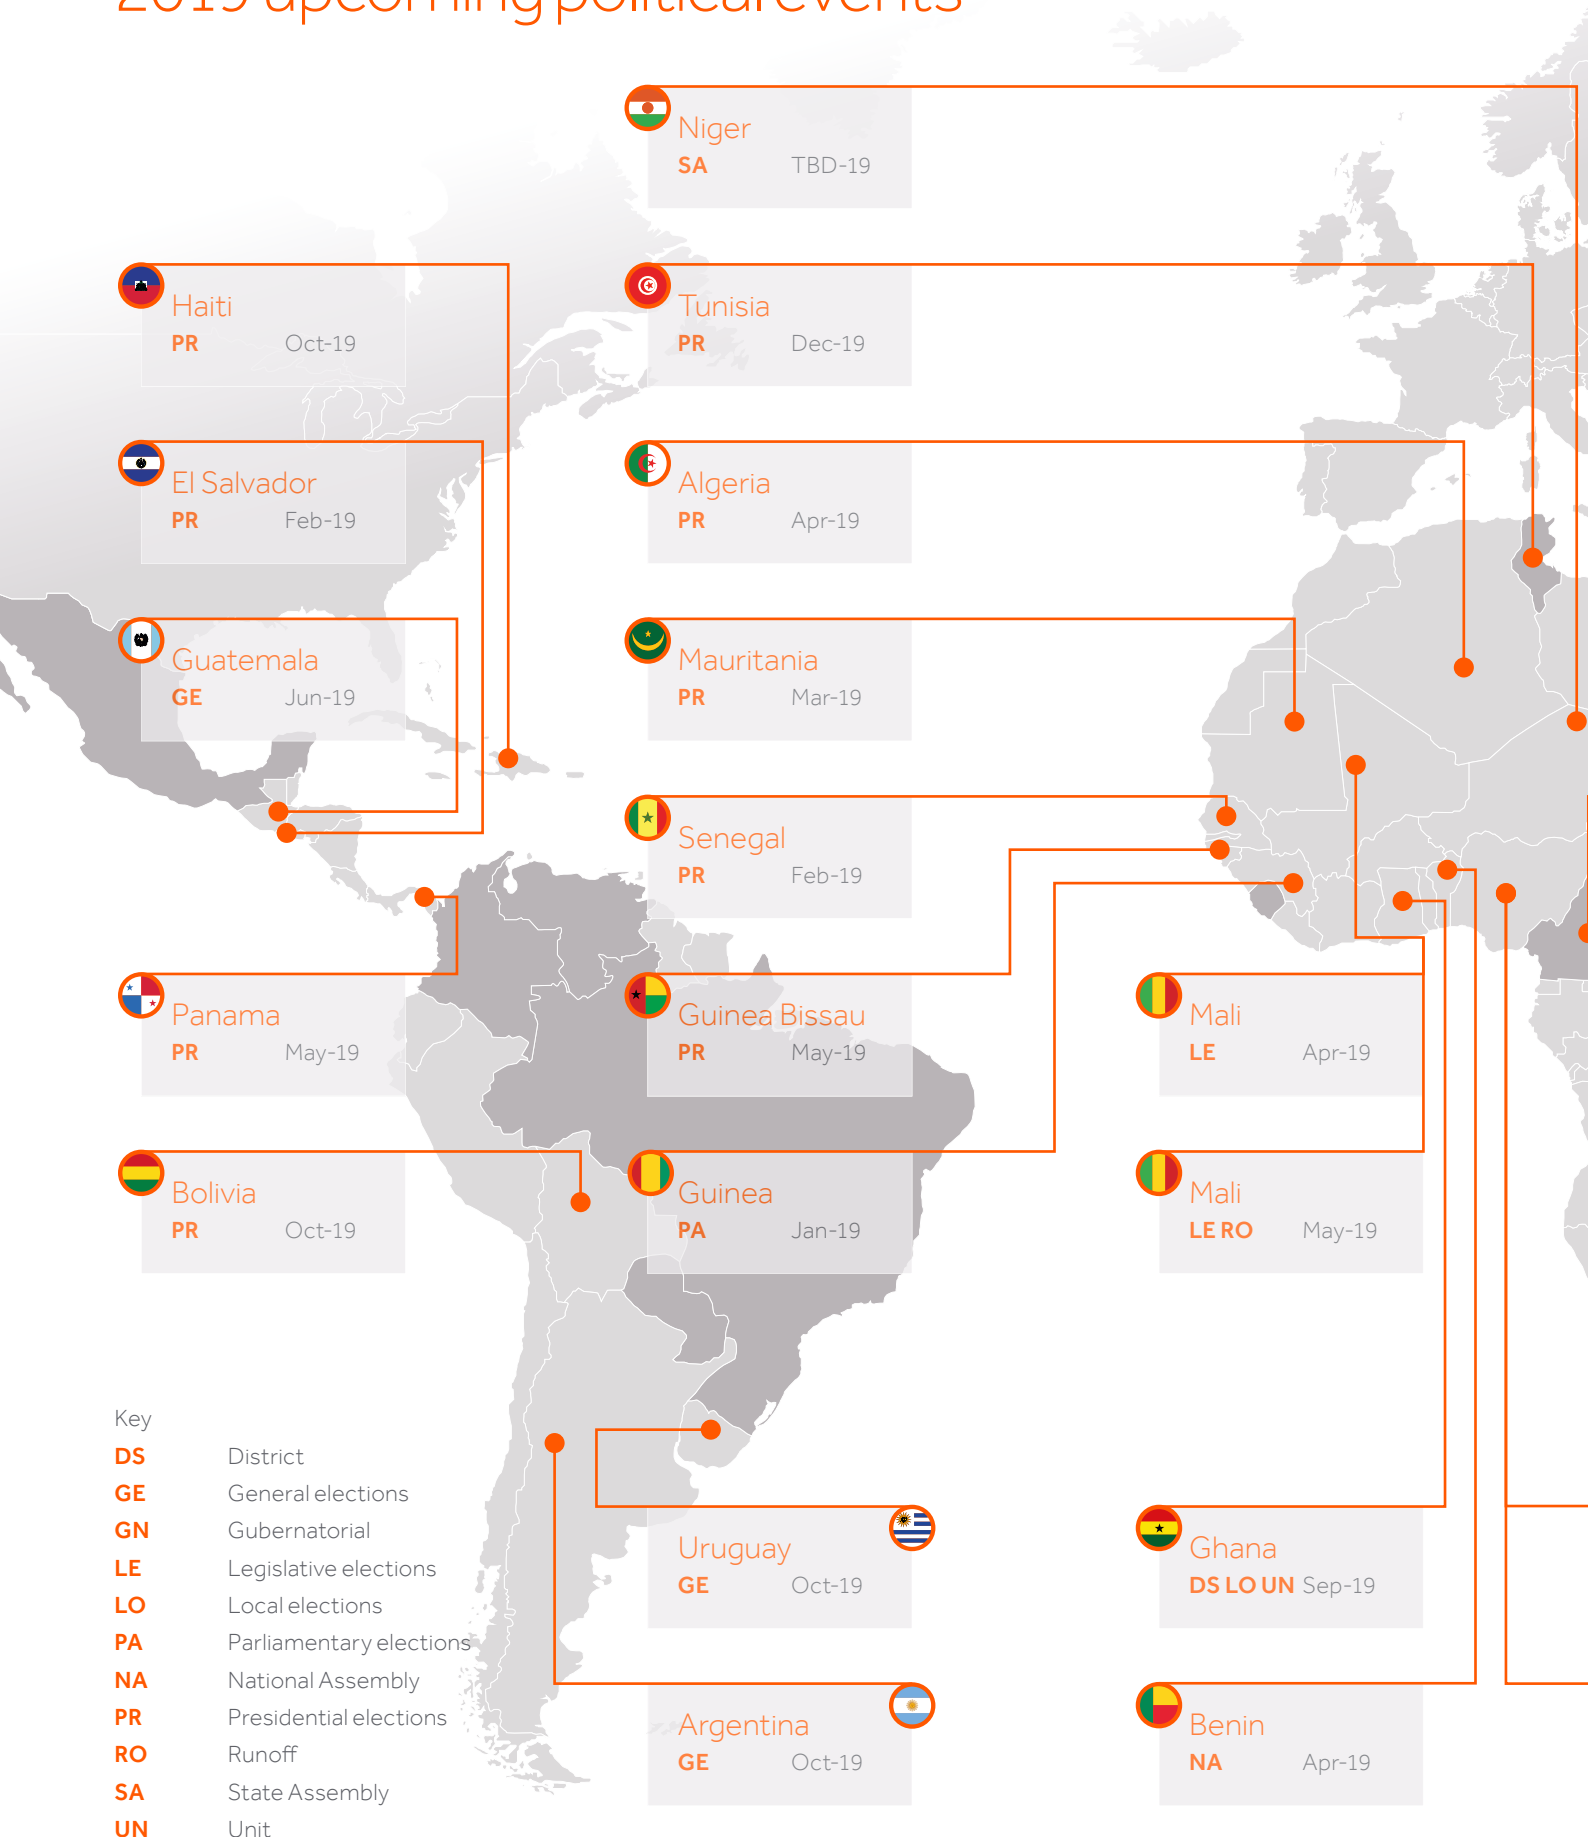 2019 upcoming political events
Niger
SA TBD-19
Haiti
PR Oct-19
Tunisia
PR Dec-19
El Salvador
PR Feb-19
Algeria
PR Apr-19
Guatemala
GE Jun-19
Mauritania
PR Mar-19
Senegal
PR Feb-19
Panama
PR May-19
Guinea Bissau
PR May-19
Mali
LE Apr-19
Bolivia
PR Oct-19
Guinea
PA Jan-19
Mali
LE RO May-19
Uruguay
GE Oct-19
Ghana
DS LO UN Sep-19
Argentina
GE Oct-19
Benin
NA Apr-19
Key
DS District
GE General elections
GN Gubernatorial
LE Legislative elections
LO Local elections
PA Parliamentary elections
NA National Assembly
PR Presidential elections
RO Runoff
SA State Assembly
UN Unit